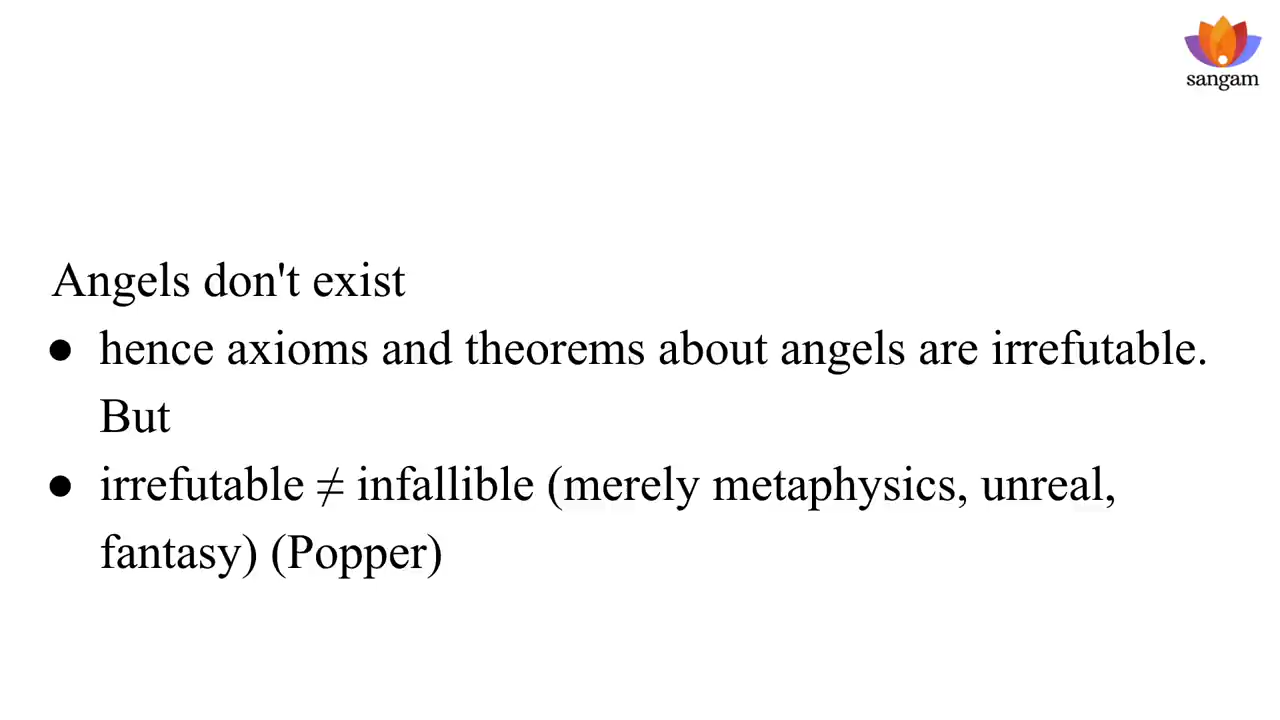 sangam
Angels don't exist
● hence axioms and theorems about angels are irrefutable.
But
● irrefutable ≠ infallible (merely metaphysics, unreal,
fantasy) (Popper)